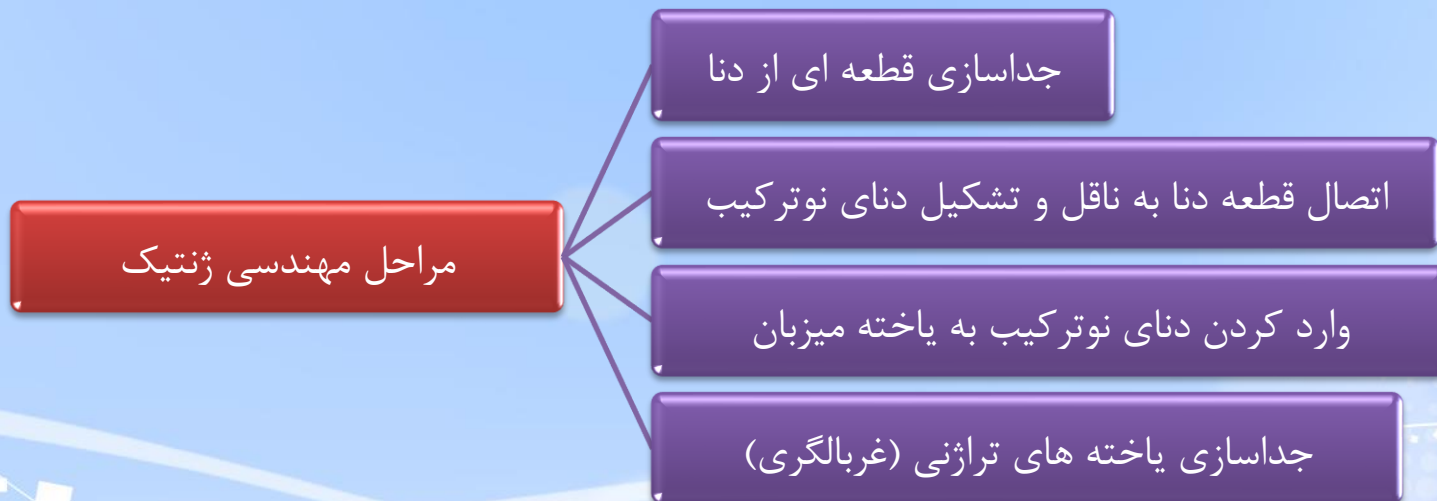 مراحل مهندسی ژنتیک
جداسازی قطعه ای از دنا
اتصال قطعه دنا به ناقل و تشکیل دنای نوترکیب
وارد کردن دنای نوترکیب به یاخته میزبان
جداسازی یاخته های تراژنی (غربالگری)